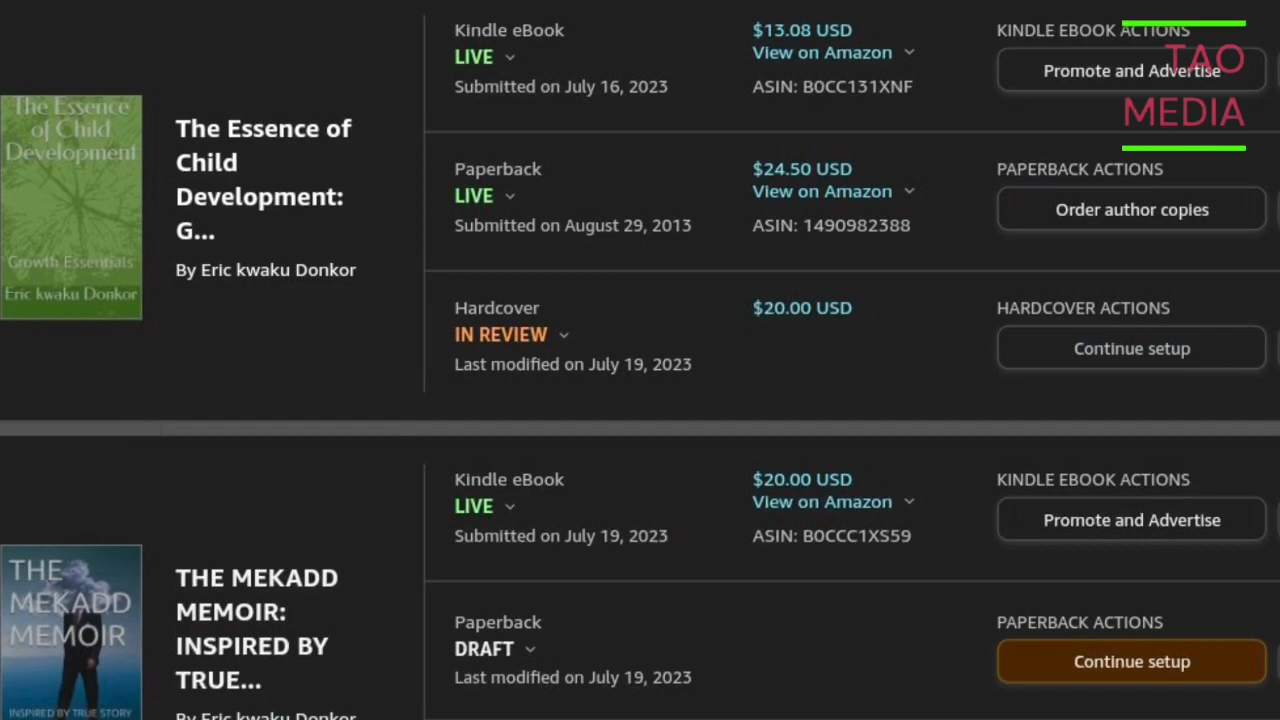 The Essence
of Child
Development
Growth Essentials
Eric kwaku Donkor
The Essence of
Child
Development:
G...
By Eric kwaku Donkor
Kindle eBook
LIVE
Submitted on July 16, 2023
$13.08 USD
View on Amazon
ASIN: B0CC131XNF
KINDLE EBOOK ACTIONS
Promote and Advertise
TAO
MEDIA
Paperback
LIVE
Submitted on August 29, 2013
$24.50 USD
View on Amazon
ASIN: 1490982388
PAPERBACK ACTIONS
Order author copies
Hardcover
IN REVIEW
Last modified on July 19, 2023
$20.00 USD
HARDCOVER ACTIONS
Continue setup
THE
MEKADD
MEMOIR
INSPIRED BY TRUE STORY
THE MEKADD
MEMOIR:
INSPIRED BY
TRUE...
By Eric kwaku Donkor
Kindle eBook
LIVE
Submitted on July 19, 2023
$20.00 USD
View on Amazon
ASIN: B0CCC1XS59
KINDLE EBOOK ACTIONS
Promote and Advertise
Paperback
DRAFT
Last modified on July 19, 2023
PAPERBACK ACTIONS
Continue setup